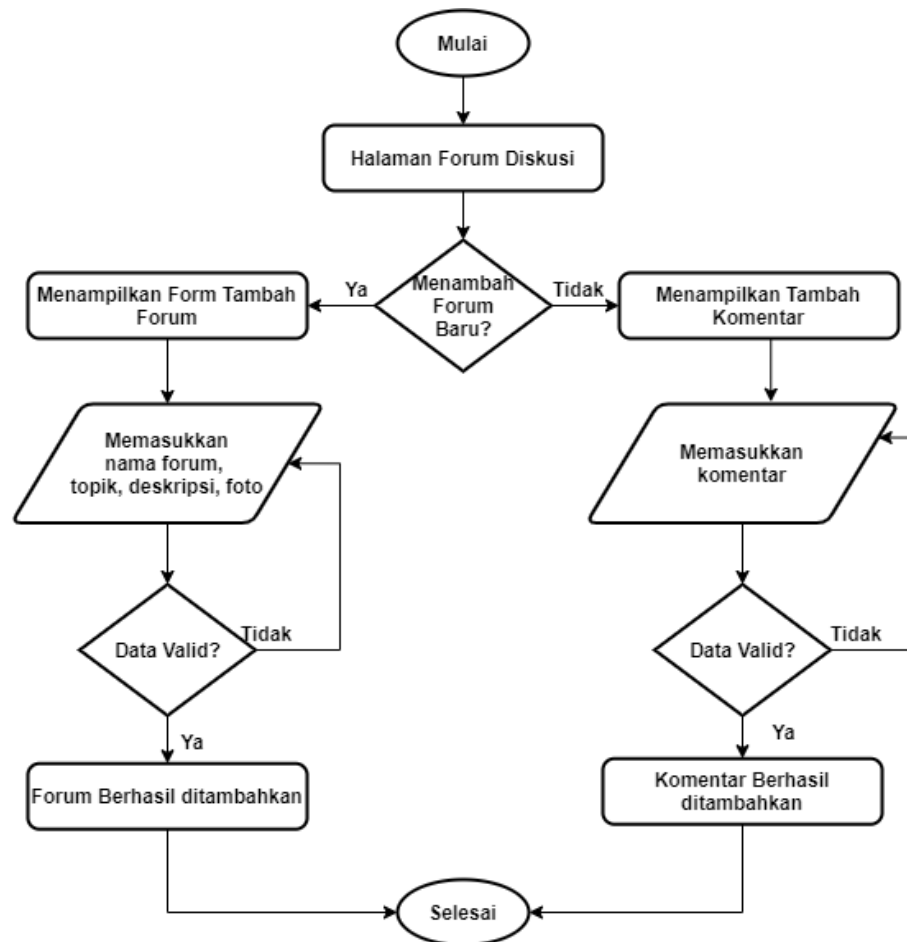 Mulai
Halaman Forum Diskusi
Menambah
Forum
Baru?
Ya
Tidak
Menampilkan Form Tambah
Forum
Menampilkan Tambah
Komentar
Memasukkan
nama forum,
topik, deskripsi, foto
Memasukkan
komentar
Data Valid?
Tidak
Data Valid?
Tidak
Ya
Ya
Forum Berhasil ditambahkan
Komentar Berhasil
ditambahkan
Selesai